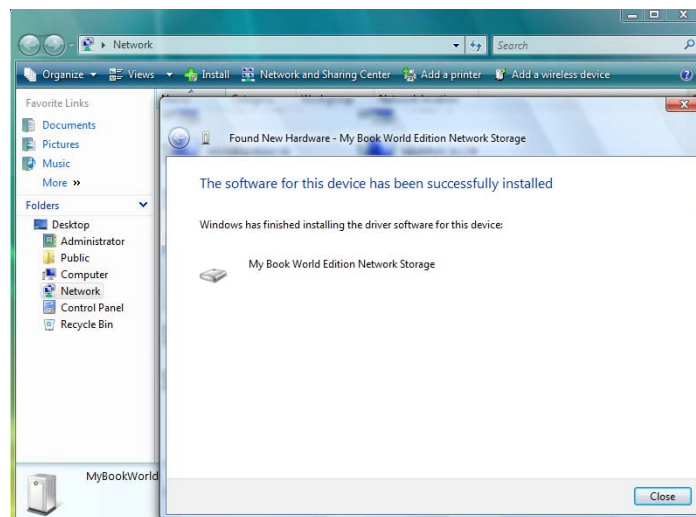 Network
Search
Organize
Views
Install
Network and Sharing Center
Add a printer
Add a wireless device
Favorite Links
Documents
Pictures
Music
More »
Folders
Desktop
Administrator
Public
Computer
Network
Control Panel
Recycle Bin
Found New Hardware - My Book World Edition Network Storage
The software for this device has been successfully installed
Windows has finished installing the driver software for this device:
My Book World Edition Network Storage
MyBookWorld
Close